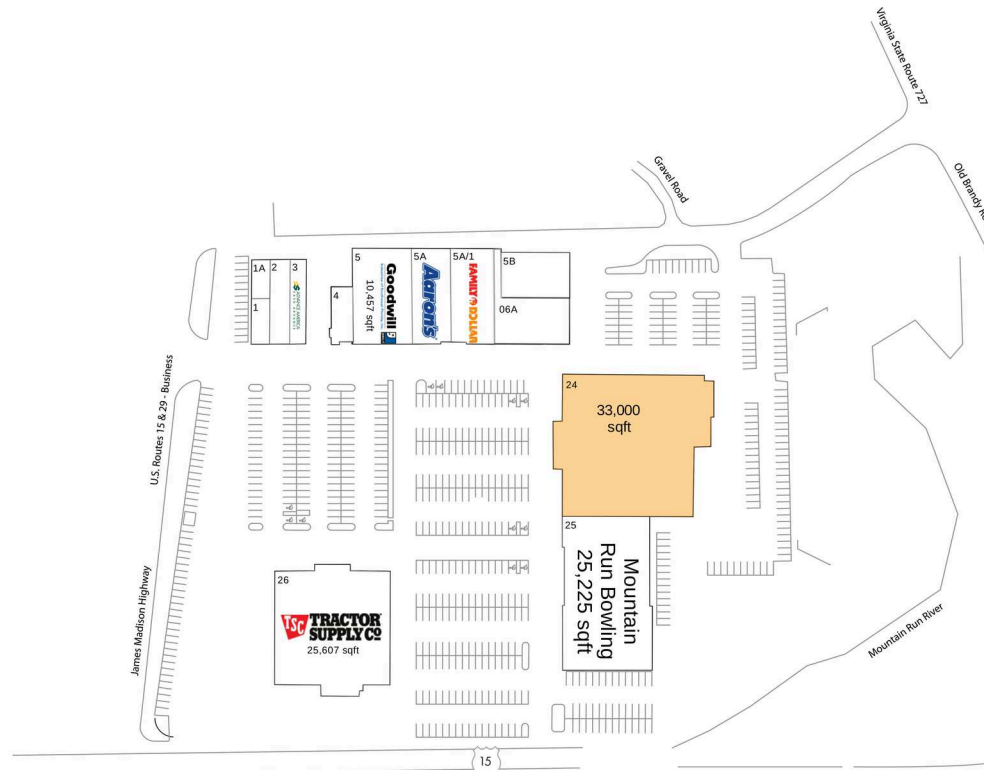 Virginia State Route 727
Gravel Road
Old Brandy
1A
2
3
ADVANCE AMERICA
1
4
5
Goodwill
10,457 sqft
5A
Aaron's
5A/1
FAMILY DOLLAR
5B
06A
U.S. Routes 15 & 29 - Business
James Madison Highway
24
33,000
sqft
25
Mountain
Run Bowling
25,225 sqft
26
TSC
TRACTOR
SUPPLY CO
25,607 sqft
Mountain Run River
15